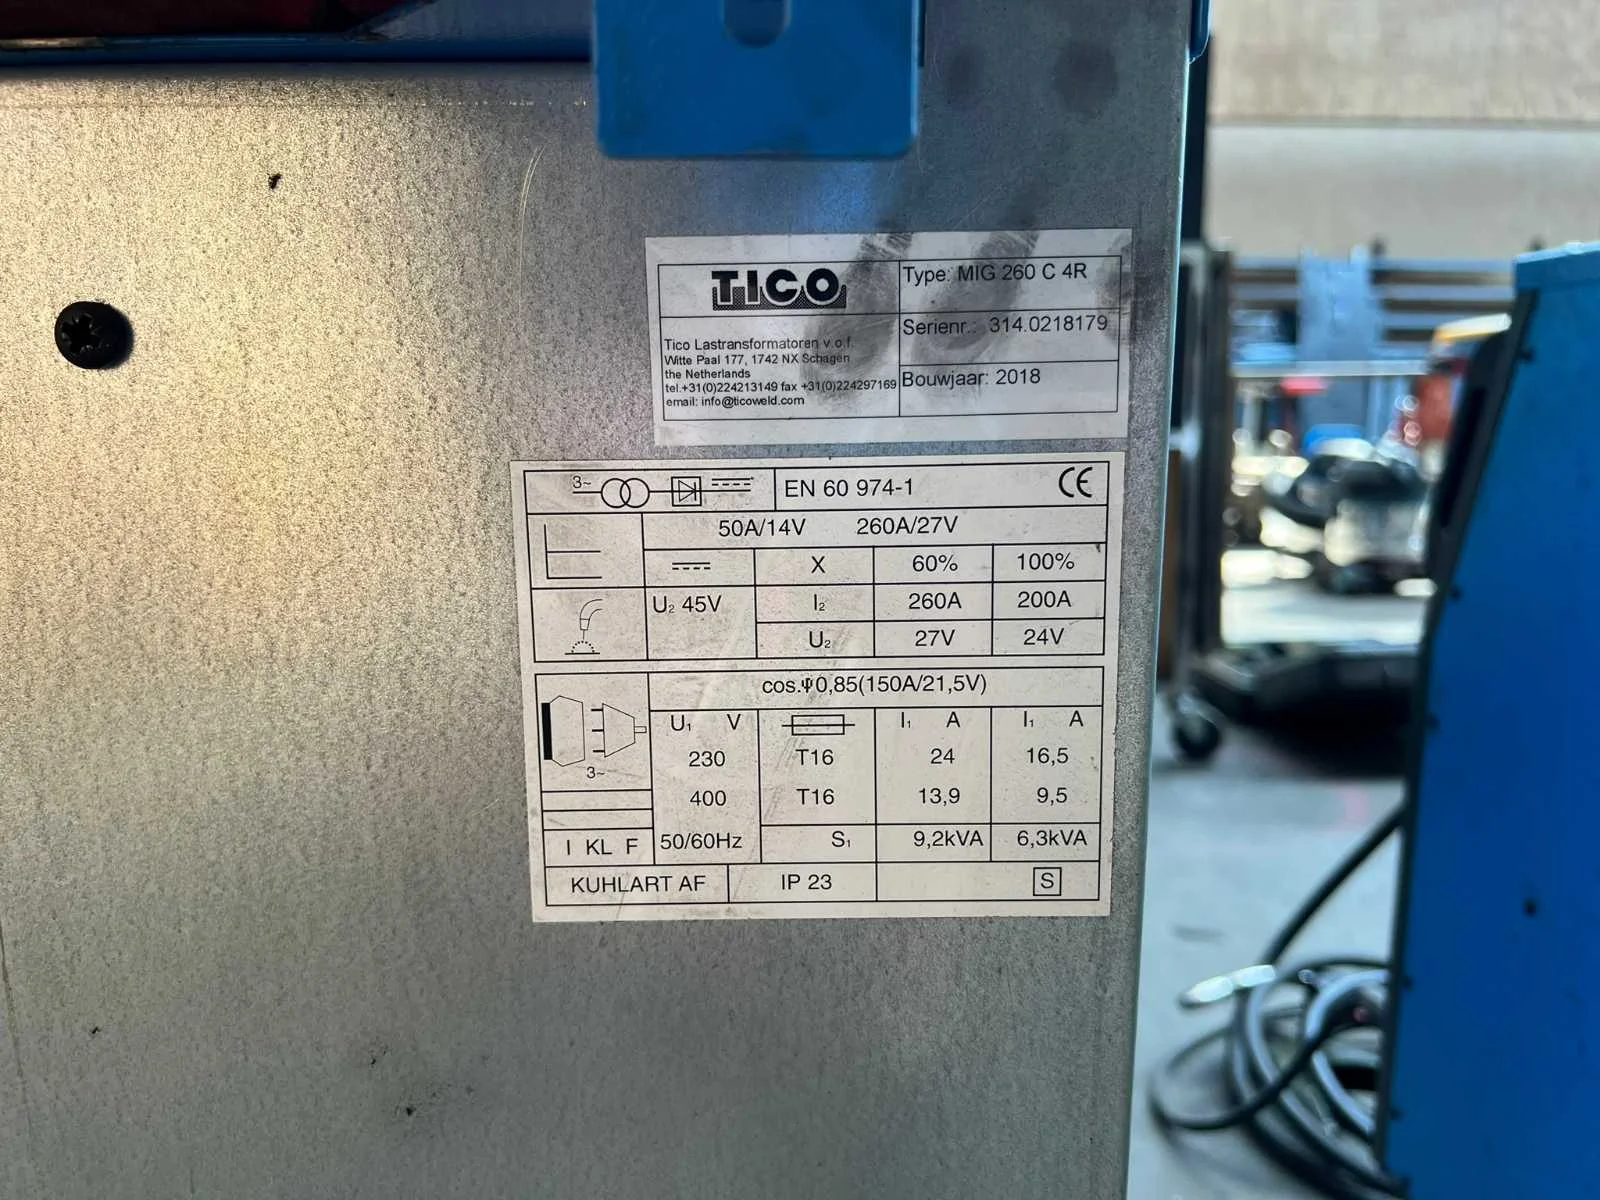 TICO
Type: MIG 260 C 4R
Serienr.: 314.0218179
Bouwjaar: 2018
Tico Lastransformatoren v.o.f.
Witte Paal 177, 1742 NX Schagen
the Netherlands
tel.+31(0)224213149 fax +31(0)224297169
email: info@ticoweld.com
3~ EN 60 974-1 CE
50A/14V 260A/27V
X 60% 100%
U₂ 45V I₂ 260A 200A
U₂ 27V 24V
cos.Ψ0,85(150A/21,5V)
U₁ V I₁ A I₁ A
230 T16 24 16,5
3~
400 T16 13,9 9,5
I KL F 50/60Hz S₁ 9,2kVA 6,3kVA
KUHLART AF IP 23 S